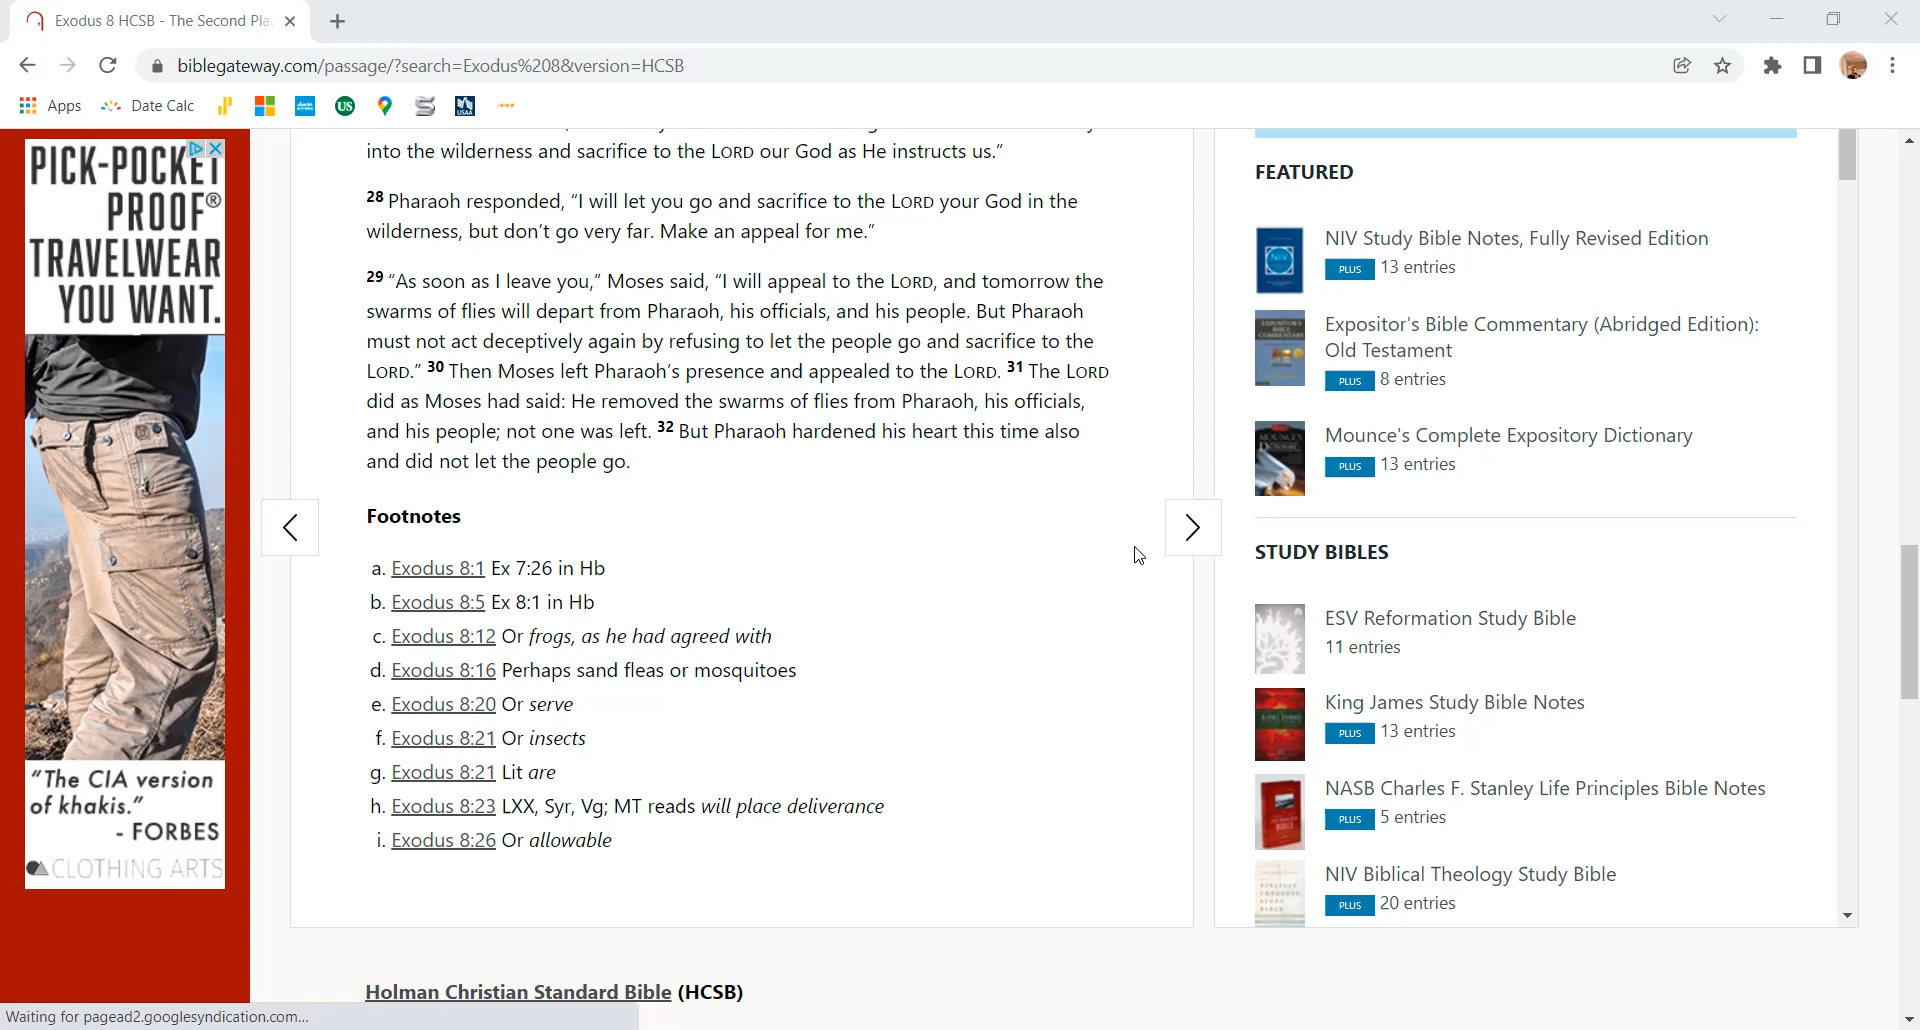 Exodus 8 HCSB - The Second Pla
biblegateway.com/passage/?search=Exodus%208&version=HCSB
Apps
Date Calc
US
USAA
PICK-POCKET
PROOF®
TRAVELWEAR
YOU WANT.
"The CIA version
of khakis."
- FORBES
CLOTHING ARTS
into the wilderness and sacrifice to the LORD our God as He instructs us.”
28 Pharaoh responded, “I will let you go and sacrifice to the LORD your God in the
wilderness, but don’t go very far. Make an appeal for me.”
29 “As soon as I leave you,” Moses said, “I will appeal to the LORD, and tomorrow the
swarms of flies will depart from Pharaoh, his officials, and his people. But Pharaoh
must not act deceptively again by refusing to let the people go and sacrifice to the
LORD.” 30 Then Moses left Pharaoh’s presence and appealed to the LORD. 31 The LORD
did as Moses had said: He removed the swarms of flies from Pharaoh, his officials,
and his people; not one was left. 32 But Pharaoh hardened his heart this time also
and did not let the people go.
Footnotes
a. Exodus 8:1 Ex 7:26 in Hb
b. Exodus 8:5 Ex 8:1 in Hb
c. Exodus 8:12 Or frogs, as he had agreed with
d. Exodus 8:16 Perhaps sand fleas or mosquitoes
e. Exodus 8:20 Or serve
f. Exodus 8:21 Or insects
g. Exodus 8:21 Lit are
h. Exodus 8:23 LXX, Syr, Vg; MT reads will place deliverance
i. Exodus 8:26 Or allowable
Holman Christian Standard Bible (HCSB)
FEATURED
NIV
NIV Study Bible Notes, Fully Revised Edition
PLUS 13 entries
EXPOSITOR'S
BIBLE
COMMENTARY
Expositor's Bible Commentary (Abridged Edition):
Old Testament
PLUS 8 entries
MOUNCE'S
DICTIONARY
Mounce's Complete Expository Dictionary
PLUS 13 entries
STUDY BIBLES
ESV Reformation Study Bible
11 entries
KING JAMES
King James Study Bible Notes
PLUS 13 entries
BIBLE
NASB Charles F. Stanley Life Principles Bible Notes
PLUS 5 entries
BIBLICAL
THEOLOGY
STUDY
BIBLE
NIV Biblical Theology Study Bible
PLUS 20 entries
Waiting for pagead2.googlesyndication.com...